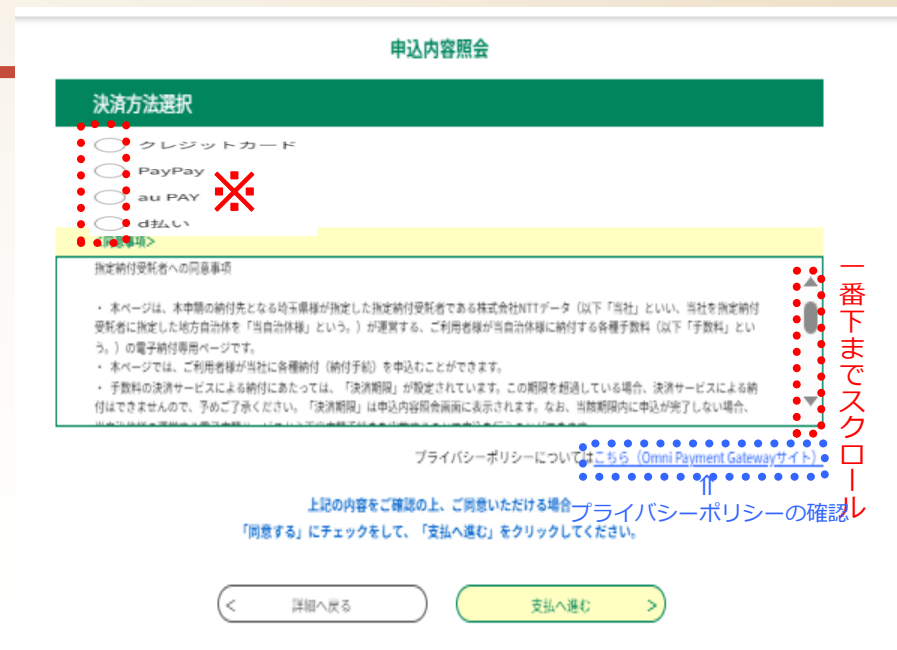 申込内容照会
決済方法選択
クレジットカード
PayPay
au PAY
※
d払い
<同意事項>
指定納付受託者への同意事項
・ 本ページは、本申請の納付先となる埼玉県様が指定した指定納付受託者である株式会社NTTデータ（以下「当社」といい、当社を指定納付
受託者に指定した地方自治体を「当自治体様」という。）が運営する、ご利用者様が当自治体様に納付する各種手数料（以下「手数料」とい
う。）の電子納付専用ページです。
・ 本ページでは、ご利用者様が当社に各種納付（納付手続）を申込むことができます。
・ 手数料の決済サービスによる納付にあたっては、「決済期限」が設定されています。この期限を超過している場合、決済サービスによる納
付はできませんので、予めご了承ください。「決済期限」は申込内容照会画面に表示されます。なお、当該期限内に申込が完了しない場合、
一番下までスクロール
プライバシーポリシーについてはこちら（Omni Payment Gatewayサイト）
⇑
プライバシーポリシーの確認
上記の内容をご確認の上、ご同意いただける場合
「同意する」にチェックをして、「支払へ進む」をクリックしてください。
< 詳細へ戻る
支払へ進む >